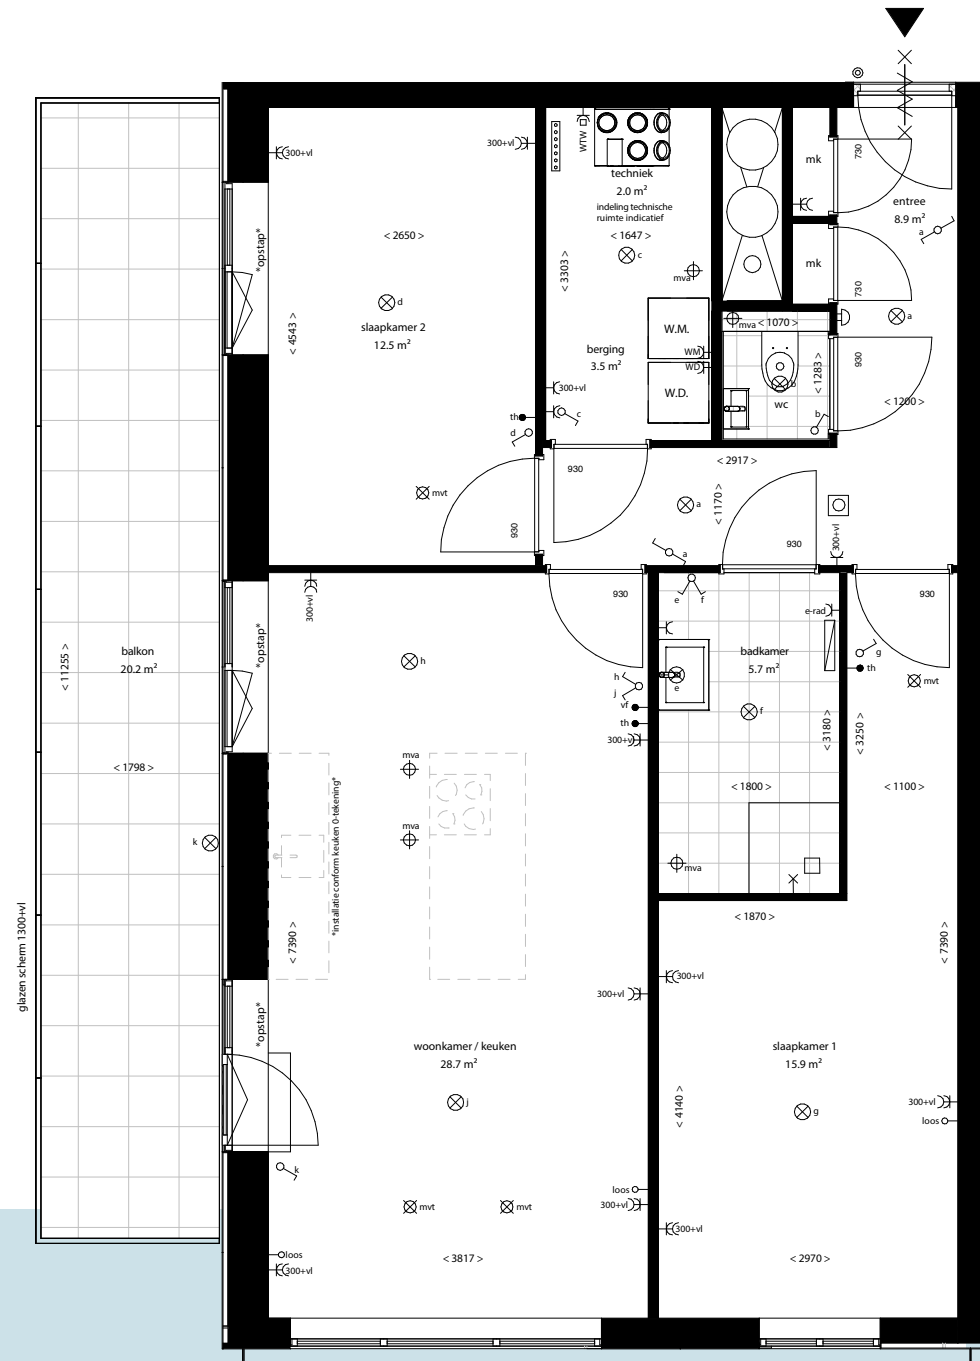 300+vl
300+vl
WTW
techniek
2.0 m²
indeling technische
ruimte indicatief
< 1647 >
c
mva
< 3303 >
mk
730
entree
8.9 m²
a
mk
730
a
*opstap*
< 2650 >
< 4543 >
d
slaapkamer 2
12.5 m²
berging
3.5 m²
W.M.
WM
WD
W.D.
300+vl
c
th
d
mva
< 1070 >
< 1283 >
b
wc
b
930
< 1200 >
mvt
930
930
< 2917 >
< 1170 >
a
a
930
300+vl
300+vl
930
e
f
e-rad
930
*opstap*
balkon
20.2 m²
< 11255 >
< 1798 >
k
h
h
j
vf
th
300+vl
badkamer
5.7 m²
e
f
< 3180 >
< 1800 >
mva
g
th
mvt
< 3250 >
< 1100 >
mva
mva
*installatie conform keuken 0-tekening*
< 7390 >
< 1870 >
< 7390 >
glazen scherm 1300+vl
*opstap*
300+vl
300+vl
woonkamer / keuken
28.7 m²
j
slaapkamer 1
15.9 m²
g
< 4140 >
300+vl
loos
k
loos
300+vl
mvt
mvt
300+vl
loos
300+vl
< 3817 >
< 2970 >